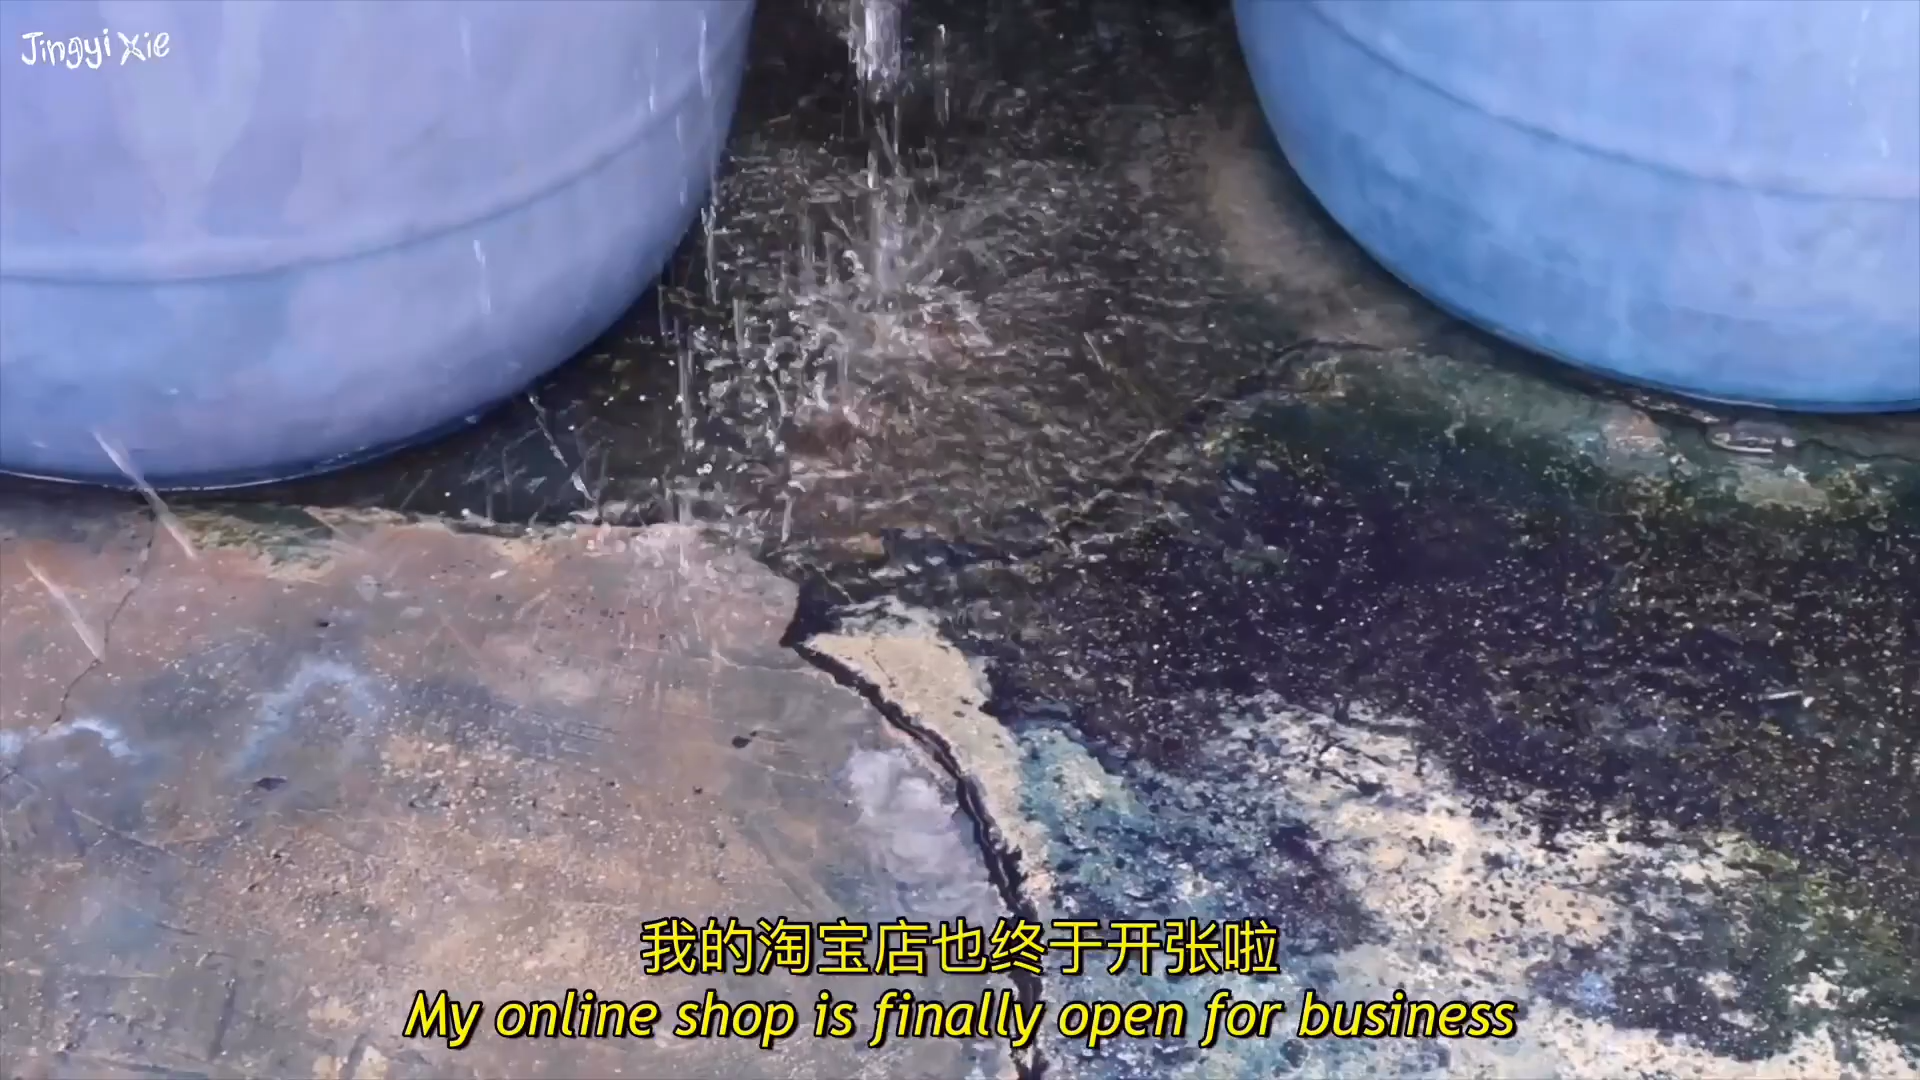 Jingyi Xie
我的淘宝店也终于开张啦
My online shop is finally open for business